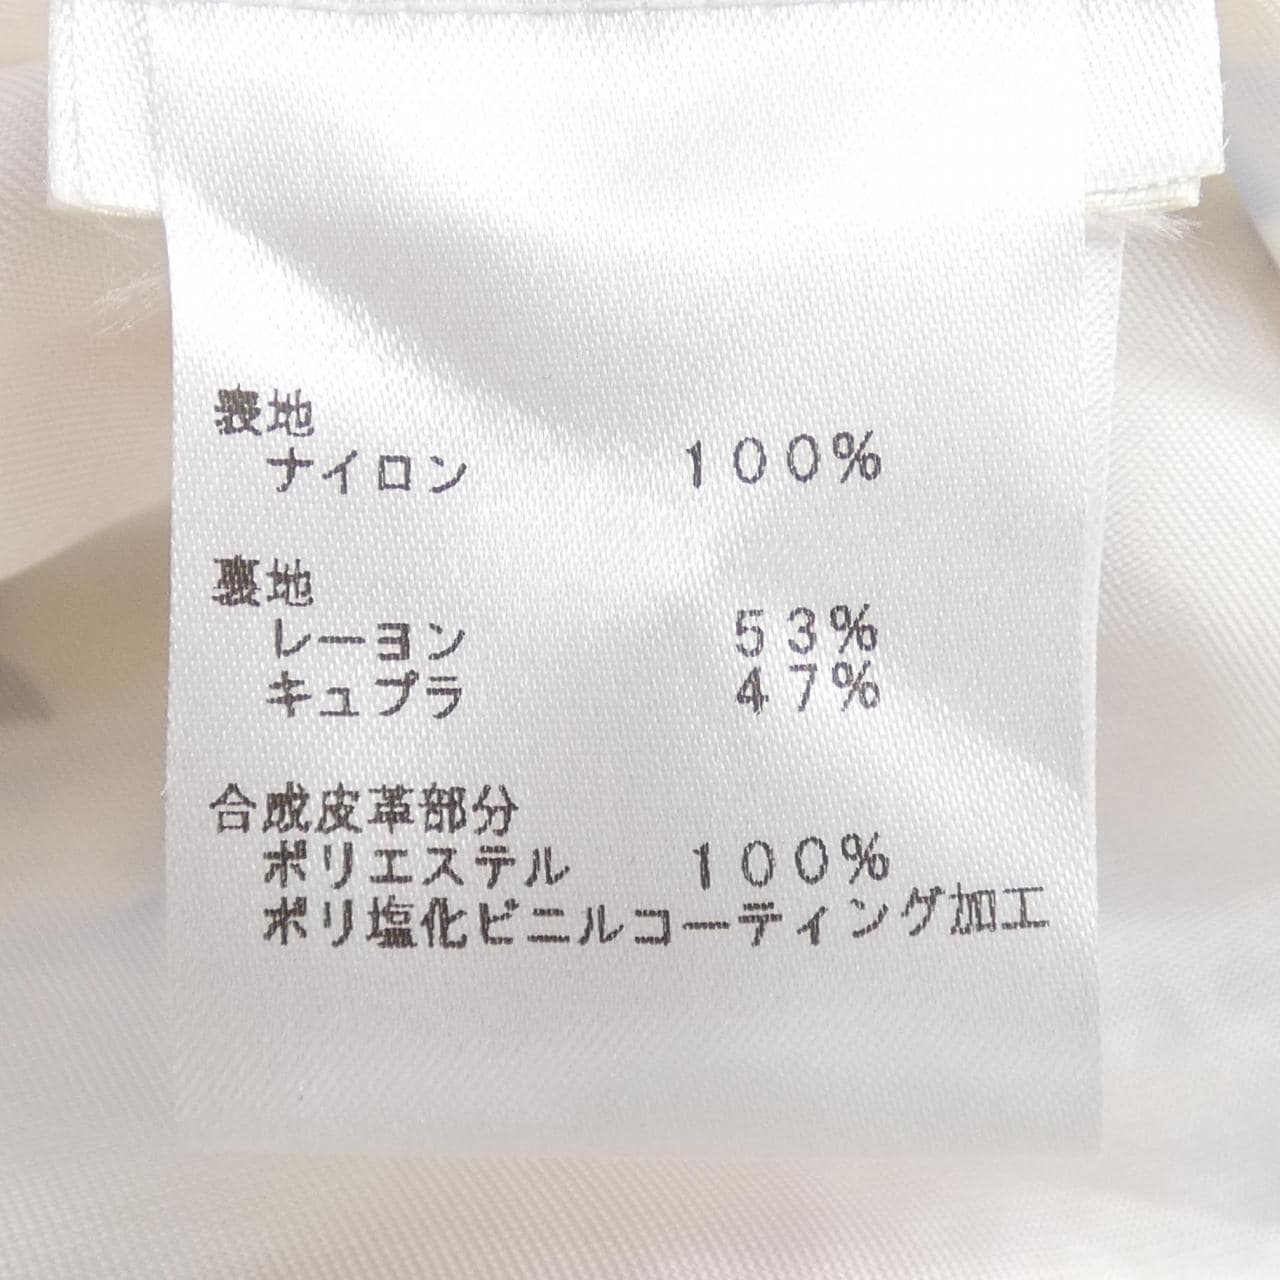 表地
ナイロン 100%
裏地
レーヨン 53%
キュプラ 47%
合成皮革部分
ポリエステル 100%
ポリ塩化ビニルコーティング加工